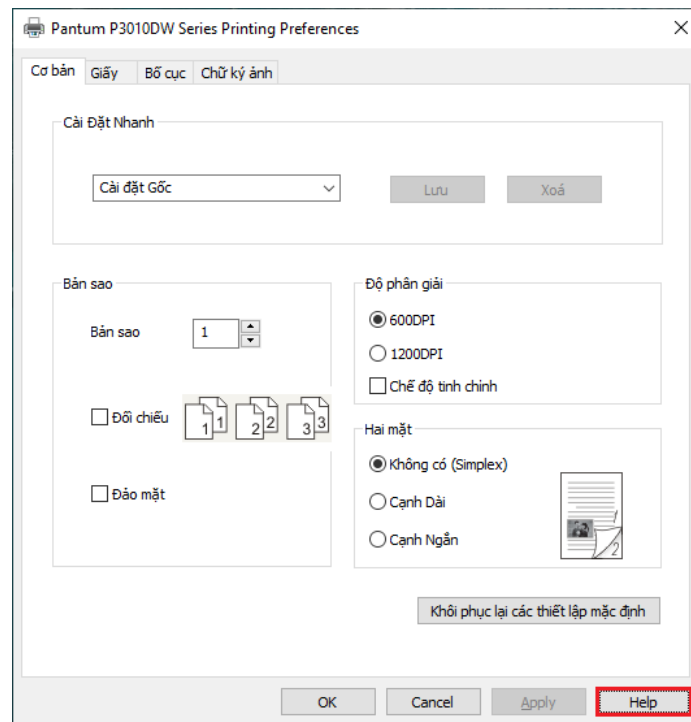 Pantum P3010DW Series Printing Preferences
Cơ bản Giấy Bố cục Chữ ký ảnh
Cài Đặt Nhanh
Cài đặt Gốc Lưu Xoá
Bản sao
Bản sao 1
Đối chiếu 1 1 2 2 3 3
Đảo mặt
Độ phân giải
600DPI
1200DPI
Chế độ tinh chỉnh
Hai mặt
Không có (Simplex)
Cạnh Dài
Cạnh Ngắn
1
2
Khôi phục lại các thiết lập mặc định
OK Cancel Apply Help